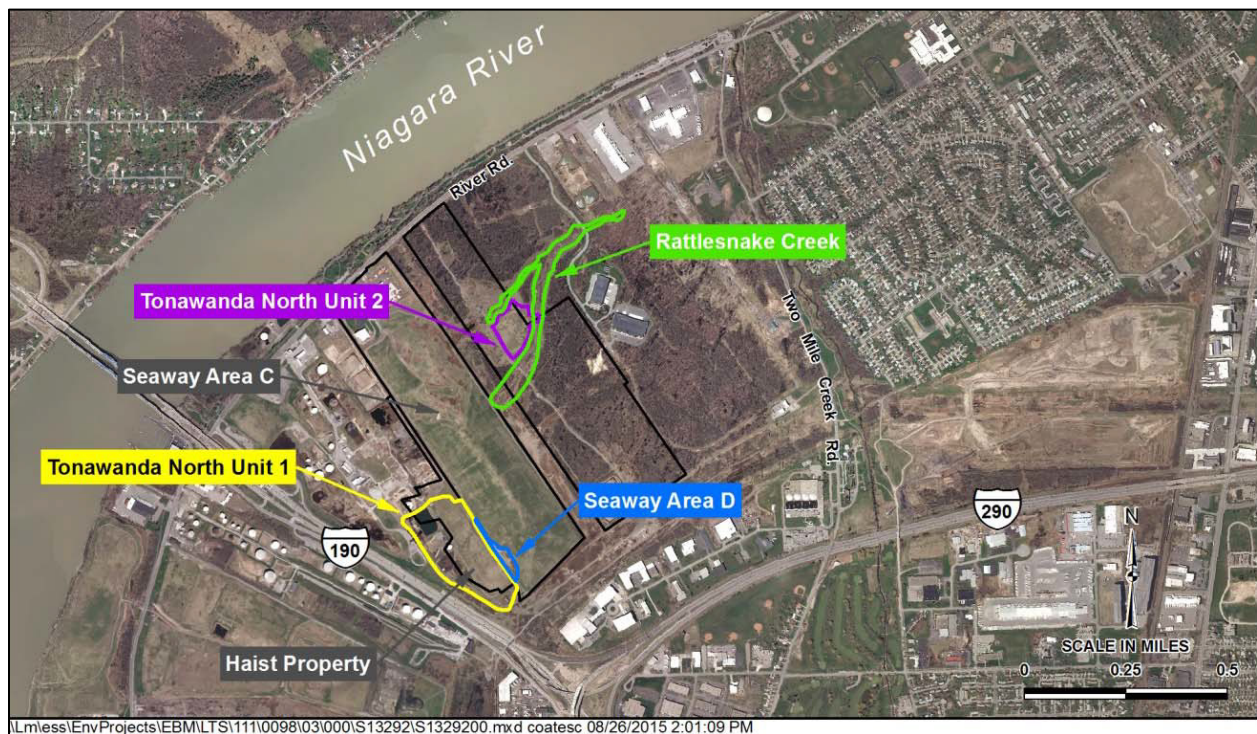 Niagara River
River Rd.
Rattlesnake Creek
Tonawanda North Unit 2
Two Mile Creek Rd.
Seaway Area C
Tonawanda North Unit 1
Seaway Area D
290
190
N
Haist Property
SCALE IN MILES
0 0.25 0.5
\Lm\ess\EnvProjects\EBM\LTS\111\0098\03\000\S13292\S1329200.mxd coatesc 08/26/2015 2:01:09 PM